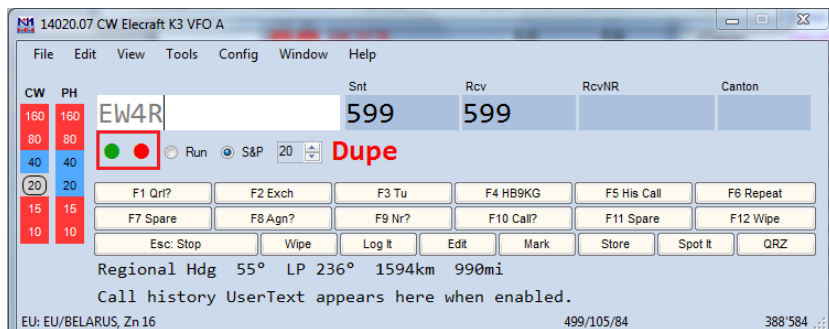 14020.07 CW Elecraft K3 VFO A
File Edit View Tools Config Window Help
CW PH
Snt Rcv RcvNR Canton
160 160 EW4R 599 599
80 80
Run S&P 20 Dupe
40 40
20 20
15 15
10 10
F1 Qrl? F2 Exch F3 Tu F4 HB9KG F5 His Call F6 Repeat
F7 Spare F8 Agn? F9 Nr? F10 Call? F11 Spare F12 Wipe
Esc: Stop Wipe Log It Edit Mark Store Spot It QRZ
Regional Hdg 55° LP 236° 1594km 990mi
Call history UserText appears here when enabled.
EU: EU/BELARUS, Zn 16 499/105/84 388'584